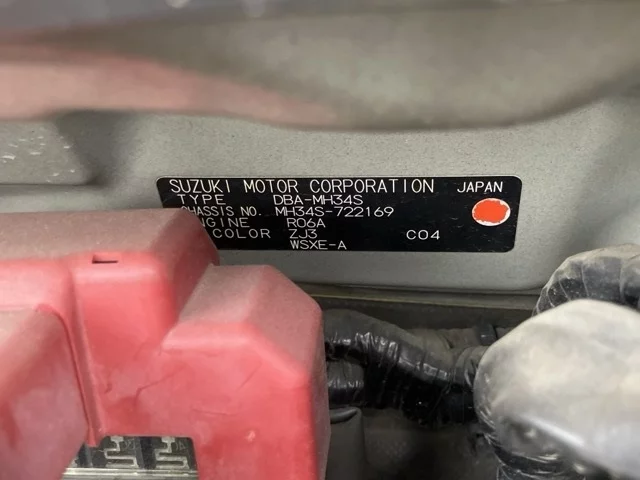 SUZUKI MOTOR CORPORATION JAPAN
TYPE DBA-MH34S
CHASSIS NO. MH34S-722169
ENGINE R06A
COLOR ZJ3 C04
WSXE-A